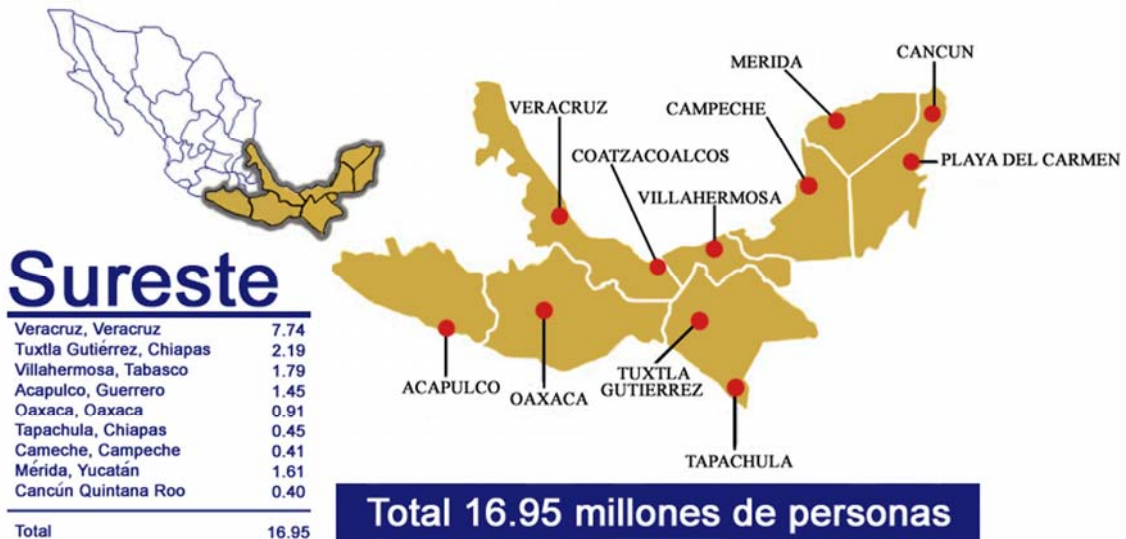 CANCUN
MERIDA
CAMPECHE
VERACRUZ
COATZACOALCOS
PLAYA DEL CARMEN
VILLAHERMOSA
ACAPULCO
OAXACA
TUXTLA
GUTIERREZ
TAPACHULA
Sureste
Veracruz, Veracruz 7.74
Tuxtla Gutiérrez, Chiapas 2.19
Villahermosa, Tabasco 1.79
Acapulco, Guerrero 1.45
Oaxaca, Oaxaca 0.91
Tapachula, Chiapas 0.45
Cameche, Campeche 0.41
Mérida, Yucatán 1.61
Cancún Quintana Roo 0.40
Total 16.95
Total 16.95 millones de personas